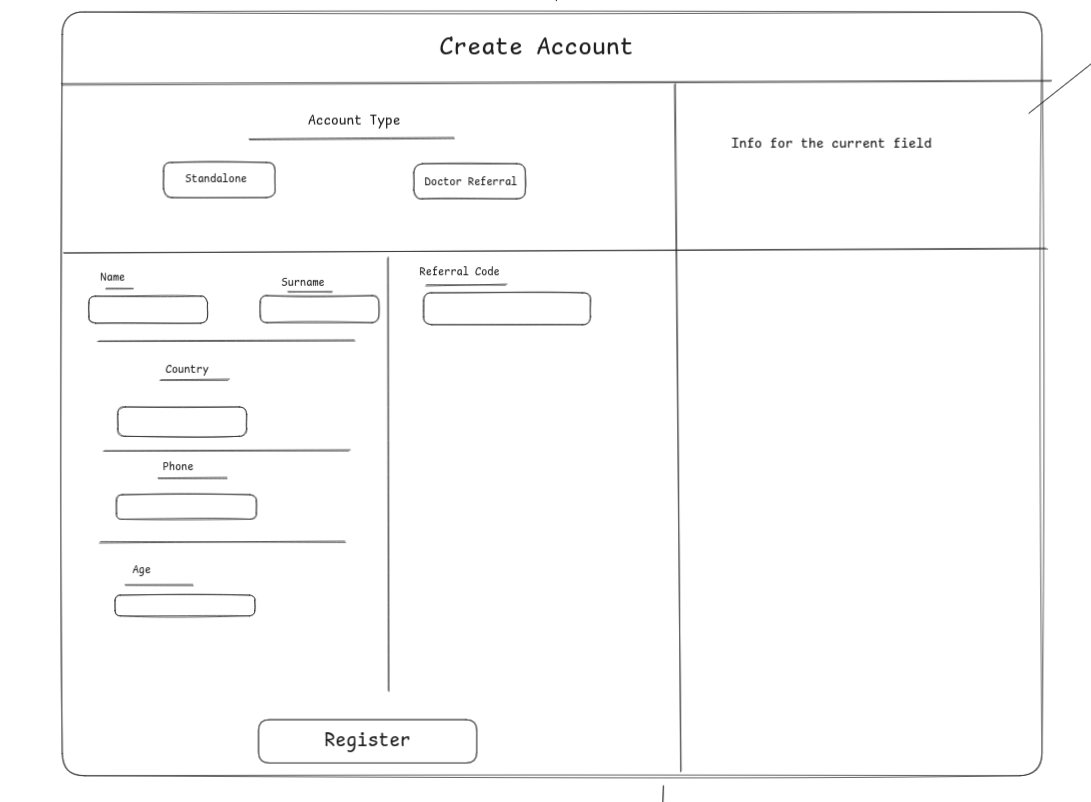 Create Account
Account Type
Standalone
Doctor Referral
Info for the current field
Name
Surname
Referral Code
Country
Phone
Age
Register